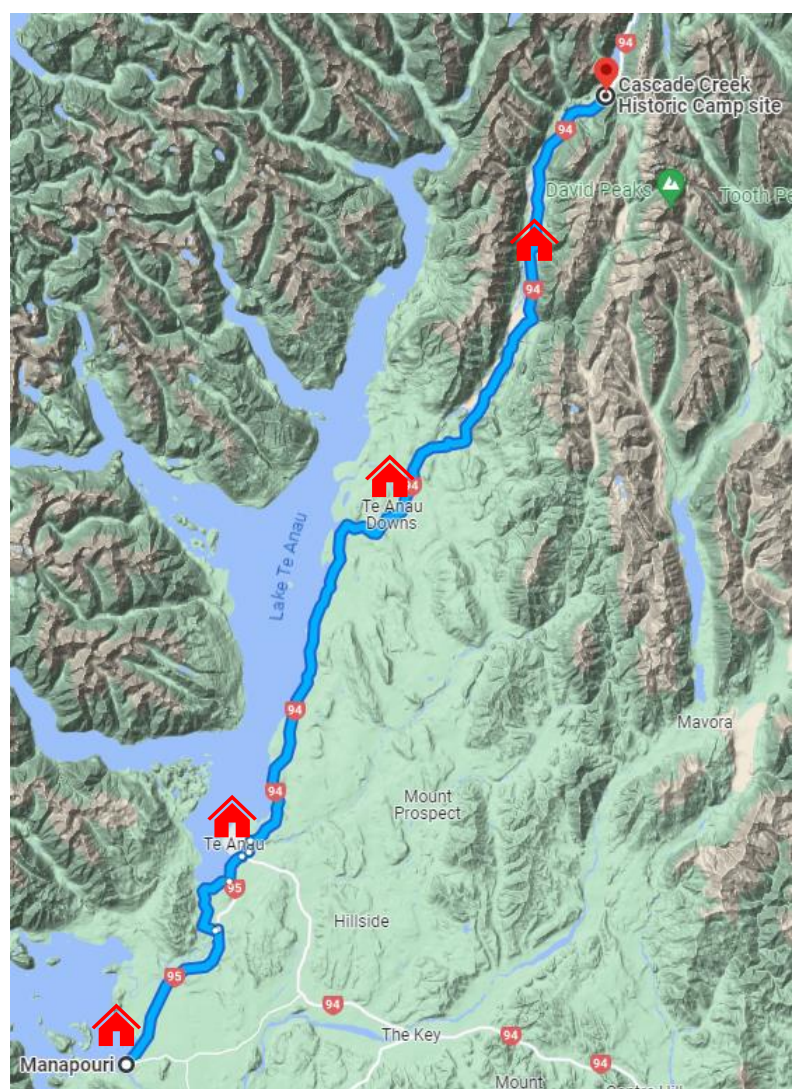 94
Cascade Creek
Historic Camp site
94
David Peaks
Tooth Pe
94
94
Te Anau
Downs
Lake Te Anau
94
Mavora
94
Mount
Prospect
Te Anau
95
Hillside
95
94
The Key
94
Manapouri
94
Mount